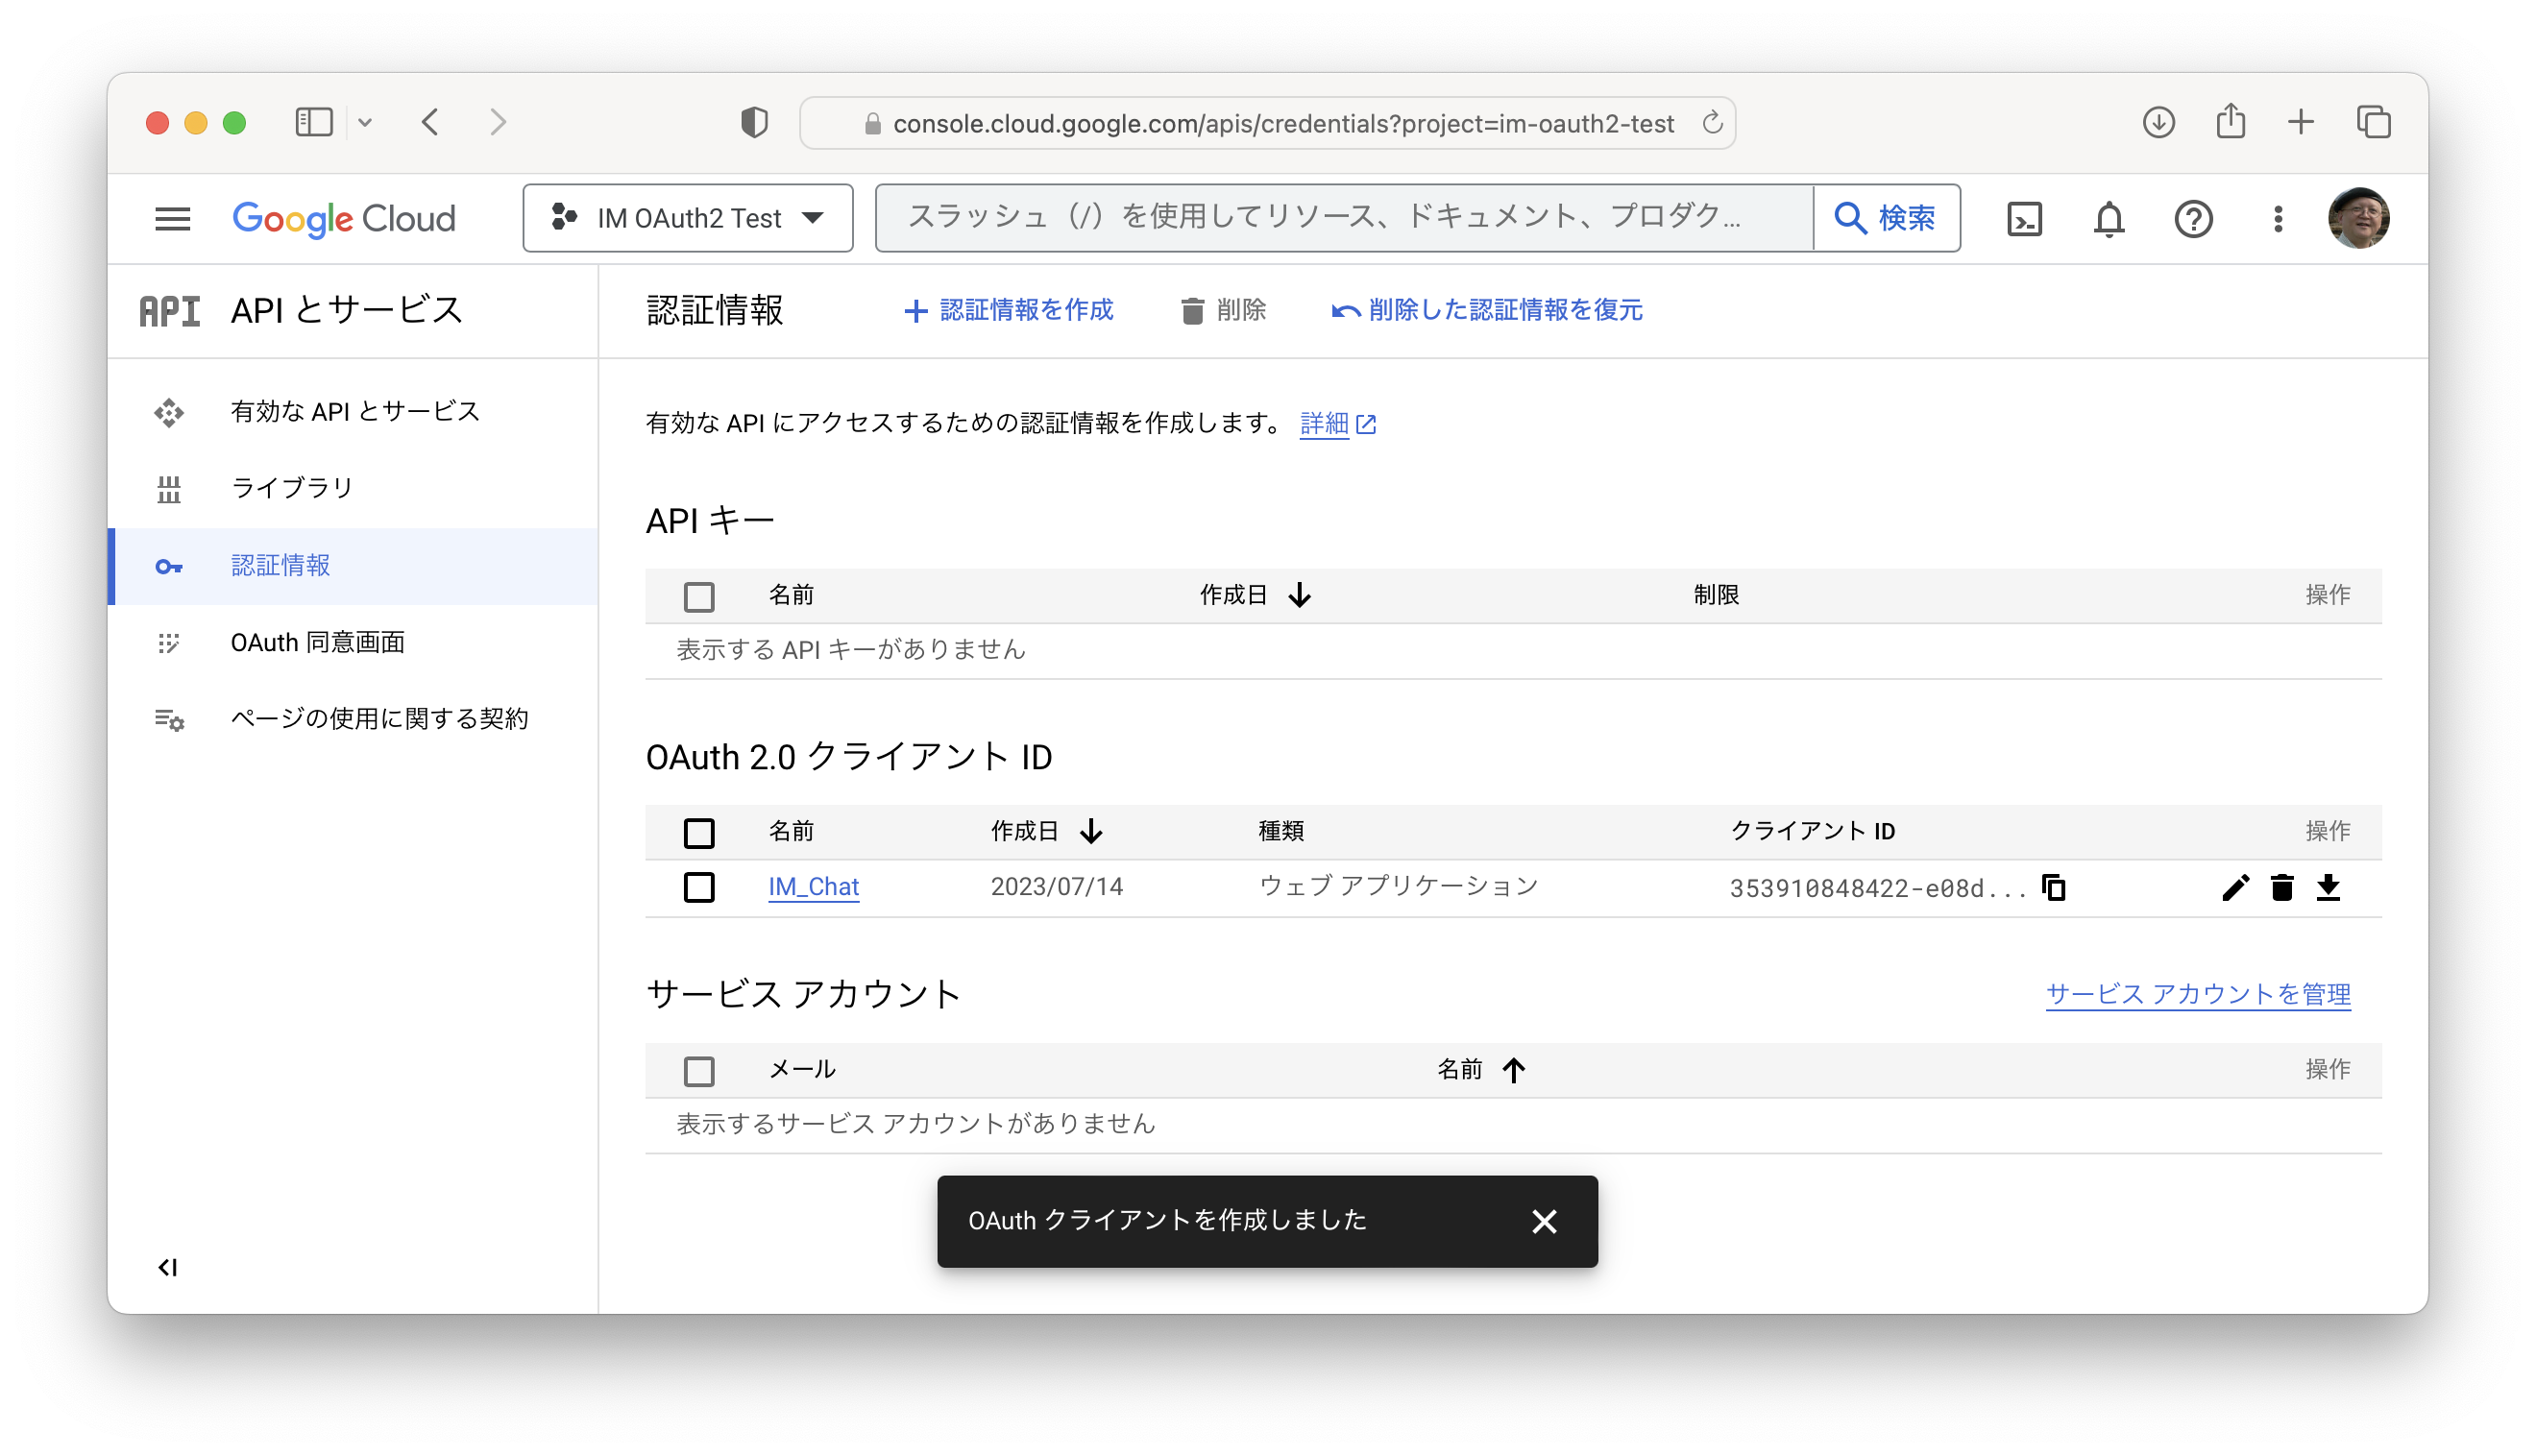 console.cloud.google.com/apis/credentials?project=im-oauth2-test
Google Cloud
IM OAuth2 Test
スラッシュ（/）を使用してリソース、ドキュメント、プロダク...
検索
API API とサービス
認証情報
認証情報を作成
削除
削除した認証情報を復元
有効な API とサービス
ライブラリ
認証情報
OAuth 同意画面
ページの使用に関する契約
有効な API にアクセスするための認証情報を作成します。 詳細
API キー
名前 作成日 制限 操作
表示する API キーがありません
OAuth 2.0 クライアント ID
名前 作成日 種類 クライアント ID 操作
IM_Chat 2023/07/14 ウェブ アプリケーション 353910848422-e08d...
サービス アカウント
サービス アカウントを管理
メール 名前 操作
表示するサービス アカウントがありません
OAuth クライアントを作成しました